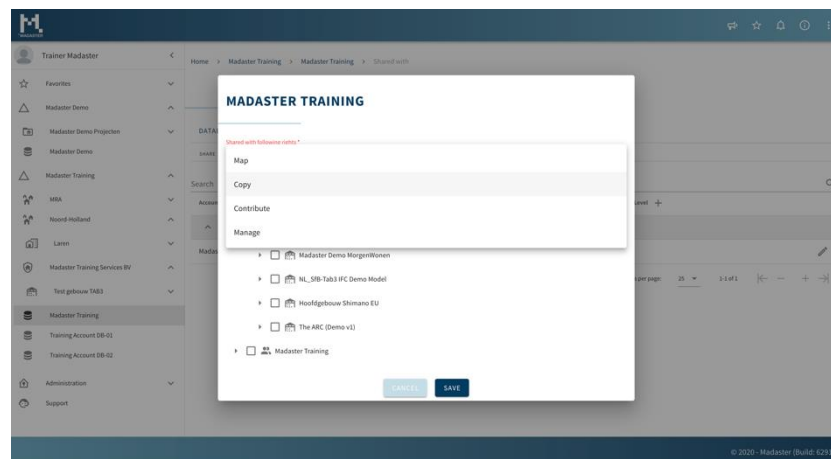 MADASTER
Trainer Madaster
Home > Madaster Training > Madaster Training > Shared with
Favorites
Madaster Demo
Madaster Demo Projecten
Madaster Demo
Madaster Training
MRA
Noord-Holland
Laren
Madaster Training Services BV
Test gebouw TAB3
Madaster Training
Training Account DB-01
Training Account DB-02
Administration
Support
MADASTER TRAINING
DATA
SHARE
Shared with following rights *
Search
Map
Copy
Contribute
Manage
Madaster Demo MorgenWonen
NL_SfB-Tab3 IFC Demo Model
Hoofdgebouw Shimano EU
The ARC (Demo v1)
Madaster Training
Level
per page: 25 1-1 of 1
CANCEL SAVE
© 2020 - Madaster (Build: 629